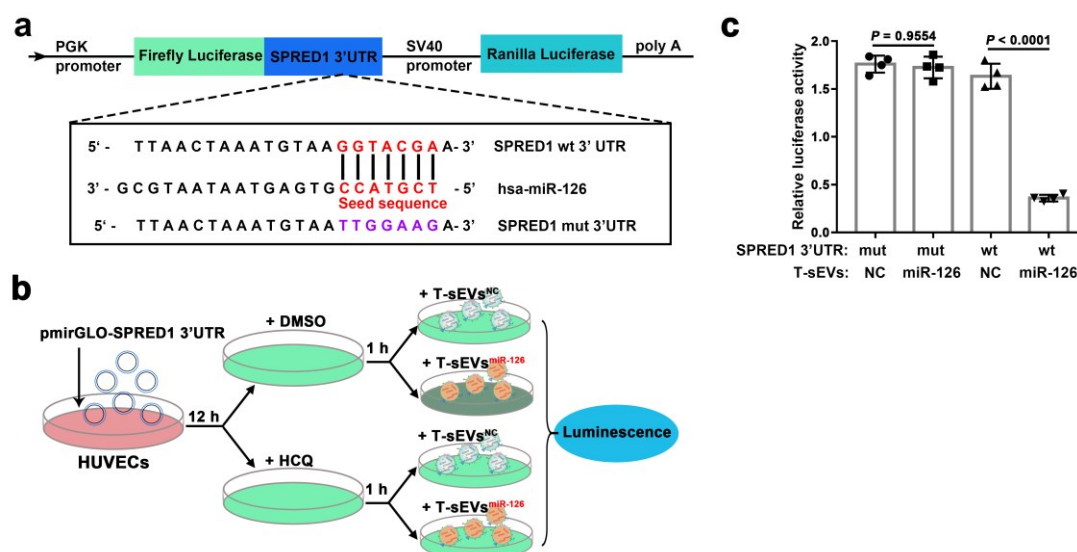 a
PGK promoter
Firefly Luciferase
SPRED1 3'UTR
SV40 promoter
Ranilla Luciferase
poly A
5' - TTAACTAAATGTAAGGTACGAA- 3' SPRED1 wt 3' UTR
3' - GCGTAATAATGAGTGCCATGCT - 5' hsa-miR-126
Seed sequence
5' - TTAACTAAATGTAATTGGAAGA- 3' SPRED1 mut 3'UTR
b
pmirGLO-SPRED1 3'UTR
HUVECs
12 h
+ DMSO
1 h
+ T-sEVsNC
+ T-sEVsmiR-126
+ HCQ
1 h
+ T-sEVsNC
+ T-sEVsmiR-126
Luminescence
c
P = 0.9554
P < 0.0001
Relative luciferase activity
2.0
1.5
1.0
0.5
0.0
SPRED1 3'UTR: mut mut wt wt
T-sEVs: NC miR-126 NC miR-126